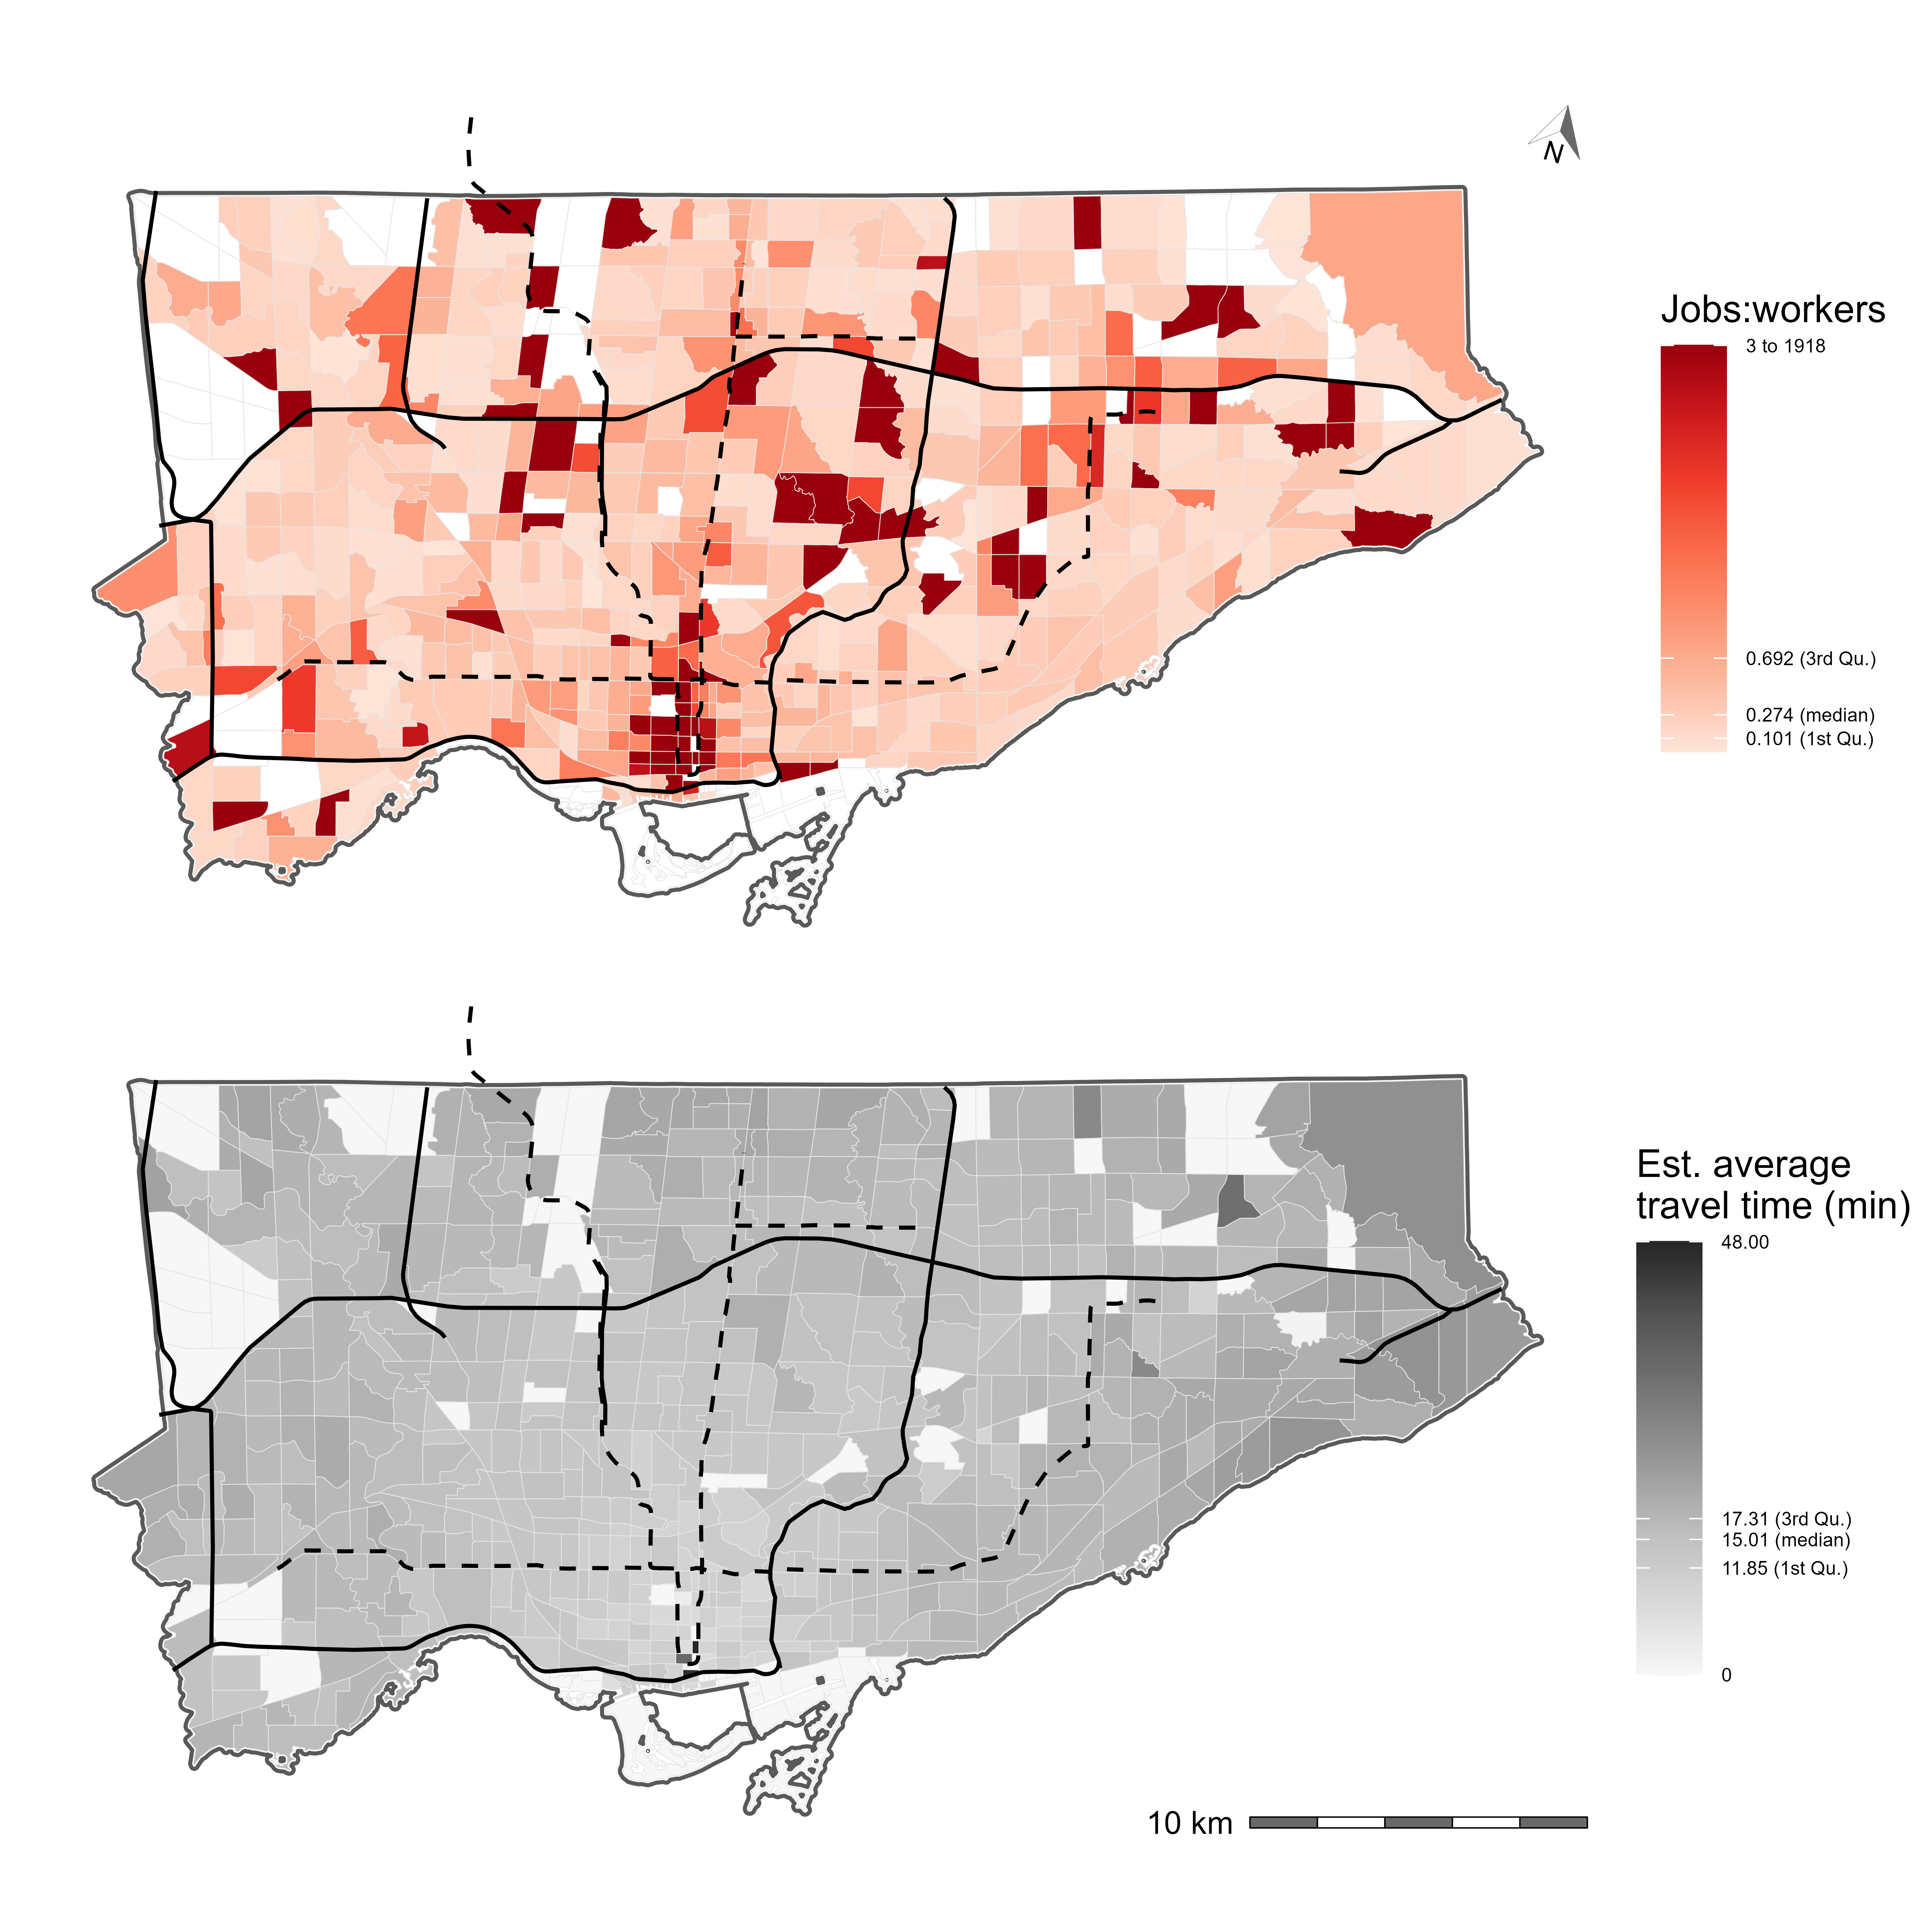 N
Jobs:workers
3 to 1918
0.692 (3rd Qu.)
0.274 (median)
0.101 (1st Qu.)
Est. average
travel time (min)
48.00
17.31 (3rd Qu.)
15.01 (median)
11.85 (1st Qu.)
0
10 km